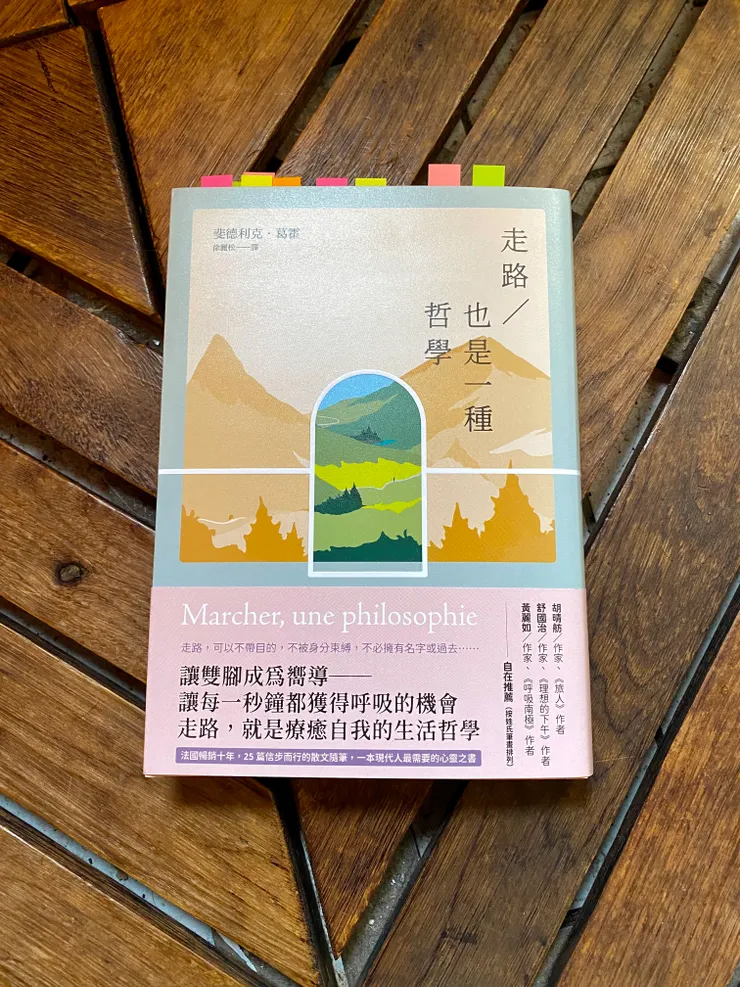 斐德利克・葛霍
徐麗松──譯
走路／
也是一種
哲學
Marcher, une philosophie
走路，可以不帶目的，不被身分束縛，不必擁有名字或過去……
讓雙腳成爲嚮導──
讓每一秒鐘都獲得呼吸的機會
走路，就是療癒自我的生活哲學
法國暢銷十年，25 篇信步而行的散文隨筆，一本現代人最需要的心靈之書
胡晴舫／作家、《旅人》作者
舒國治／作家、《理想的下午》作者
黃麗如／作家、《呼吸南極》作者
──自在推薦（按姓氏筆畫排列）